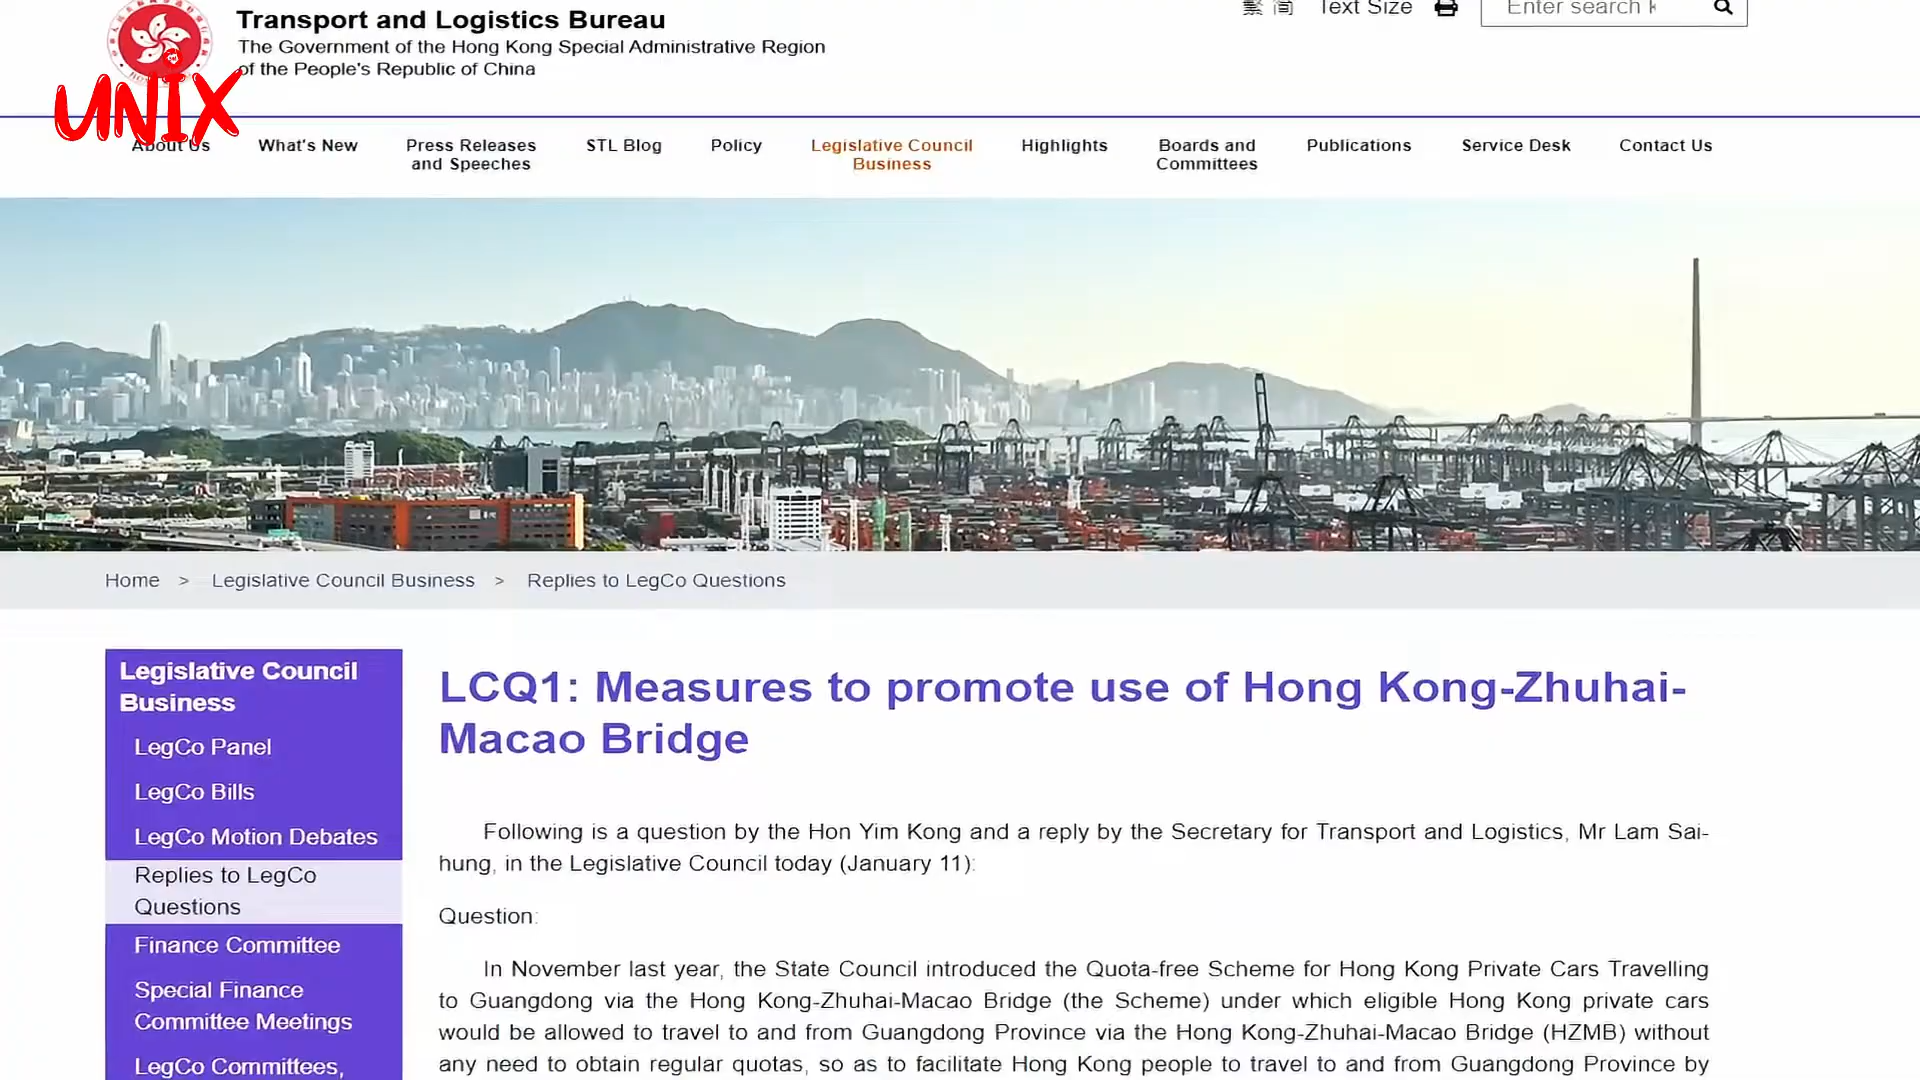 Transport and Logistics Bureau
The Government of the Hong Kong Special Administrative Region
of the People's Republic of China
繁 简 Text Size Enter search k
UNIX
About Us What's New Press Releases and Speeches STL Blog Policy Legislative Council Business Highlights Boards and Committees Publications Service Desk Contact Us
Home > Legislative Council Business > Replies to LegCo Questions
Legislative Council
Business
LegCo Panel
LegCo Bills
LegCo Motion Debates
Replies to LegCo
Questions
Finance Committee
Special Finance
Committee Meetings
LegCo Committees,
LCQ1: Measures to promote use of Hong Kong-Zhuhai-
Macao Bridge
Following is a question by the Hon Yim Kong and a reply by the Secretary for Transport and Logistics, Mr Lam Sai-
hung, in the Legislative Council today (January 11):
Question:
In November last year, the State Council introduced the Quota-free Scheme for Hong Kong Private Cars Travelling
to Guangdong via the Hong Kong-Zhuhai-Macao Bridge (the Scheme) under which eligible Hong Kong private cars
would be allowed to travel to and from Guangdong Province via the Hong Kong-Zhuhai-Macao Bridge (HZMB) without
any need to obtain regular quotas, so as to facilitate Hong Kong people to travel to and from Guangdong Province by